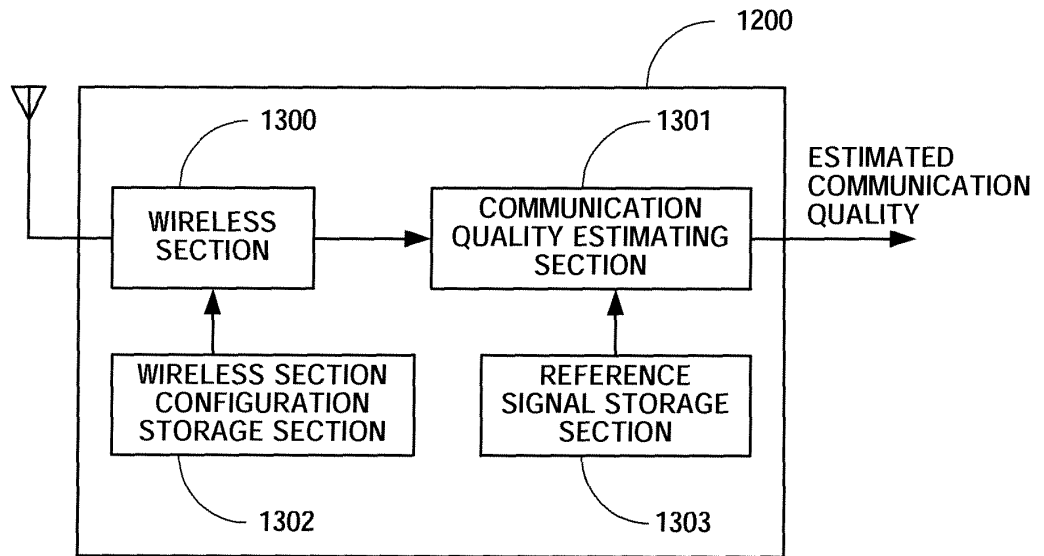 1200
1300
1301
ESTIMATED
COMMUNICATION
QUALITY
WIRELESS
SECTION
COMMUNICATION
QUALITY ESTIMATING
SECTION
WIRELESS SECTION
CONFIGURATION
STORAGE SECTION
REFERENCE
SIGNAL STORAGE
SECTION
1302
1303